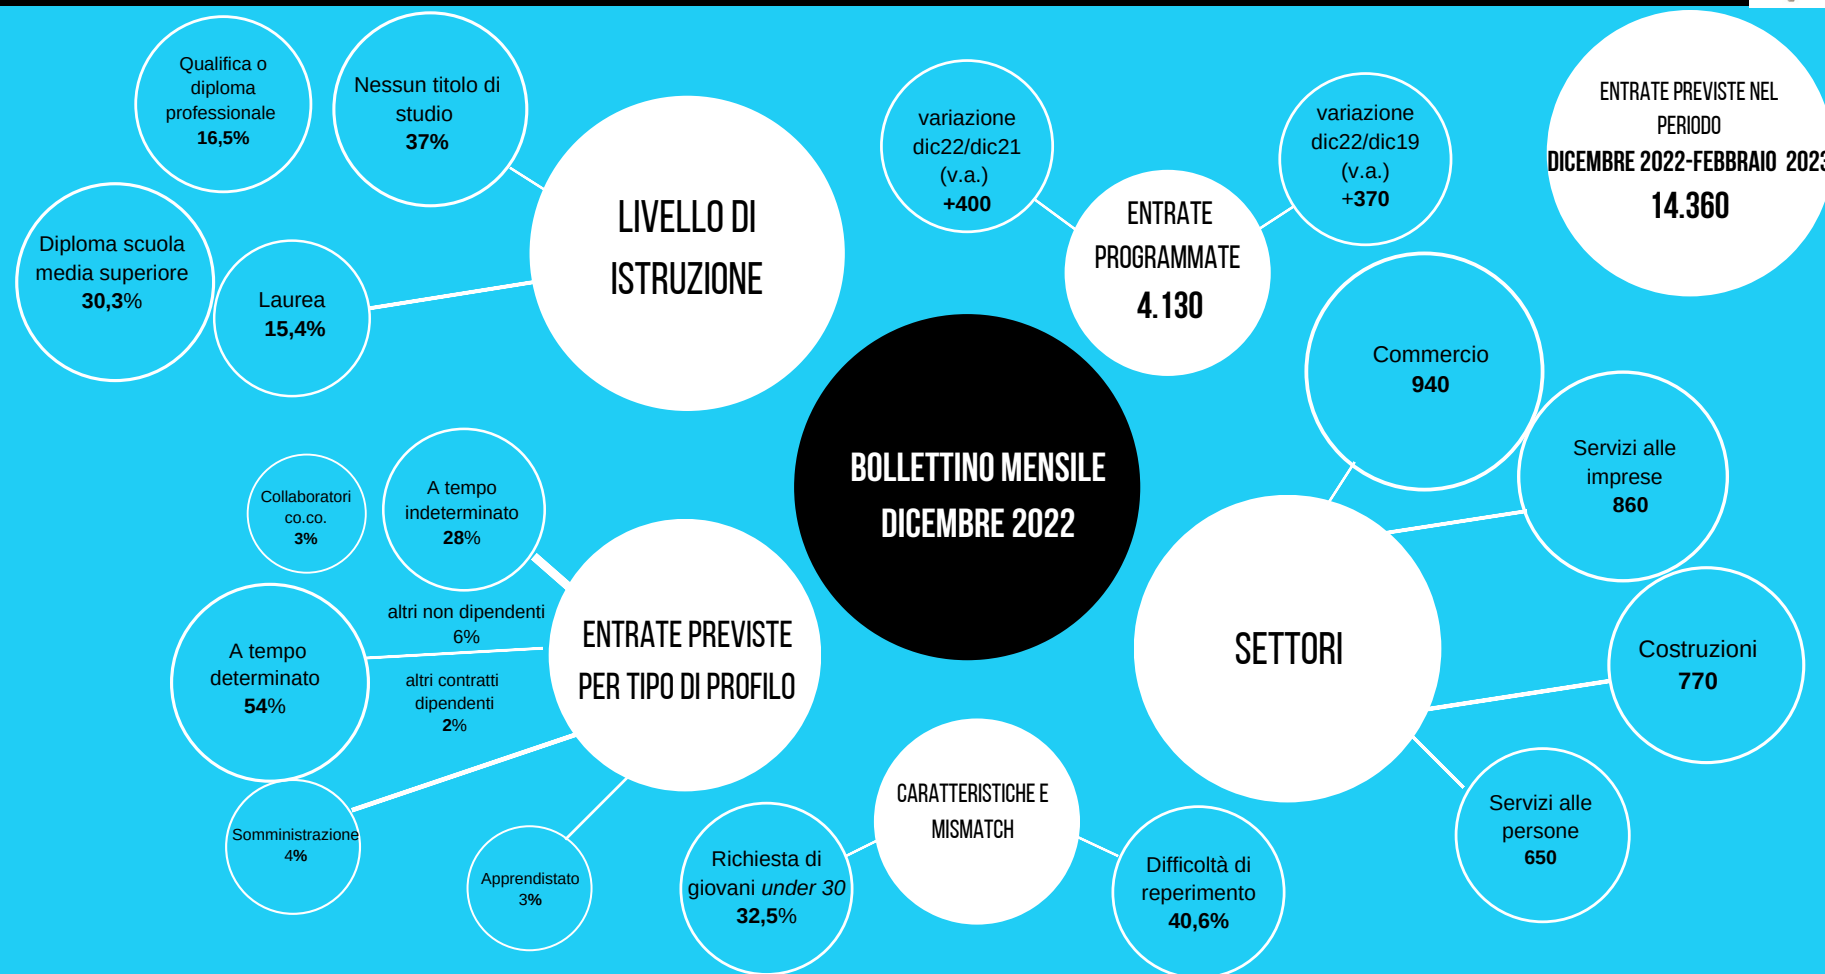 Qualifica o
diploma
professionale
16,5%
Nessun titolo di
studio
37%
Diploma scuola
media superiore
30,3%
Laurea
15,4%
LIVELLO DI
ISTRUZIONE
variazione
dic22/dic21
(v.a.)
+400
ENTRATE
PROGRAMMATE
4.130
variazione
dic22/dic19
(v.a.)
+370
ENTRATE PREVISTE NEL
PERIODO
DICEMBRE 2022-FEBBRAIO 2023
14.360
BOLLETTINO MENSILE
DICEMBRE 2022
Commercio
940
Servizi alle
imprese
860
Costruzioni
770
Servizi alle
persone
650
SETTORI
Collaboratori
co.co.
3%
A tempo
indeterminato
28%
altri non dipendenti
6%
A tempo
determinato
54%
altri contratti
dipendenti
2%
ENTRATE PREVISTE
PER TIPO DI PROFILO
Somministrazione
4%
Apprendistato
3%
CARATTERISTICHE E
MISMATCH
Richiesta di
giovani under 30
32,5%
Difficoltà di
reperimento
40,6%